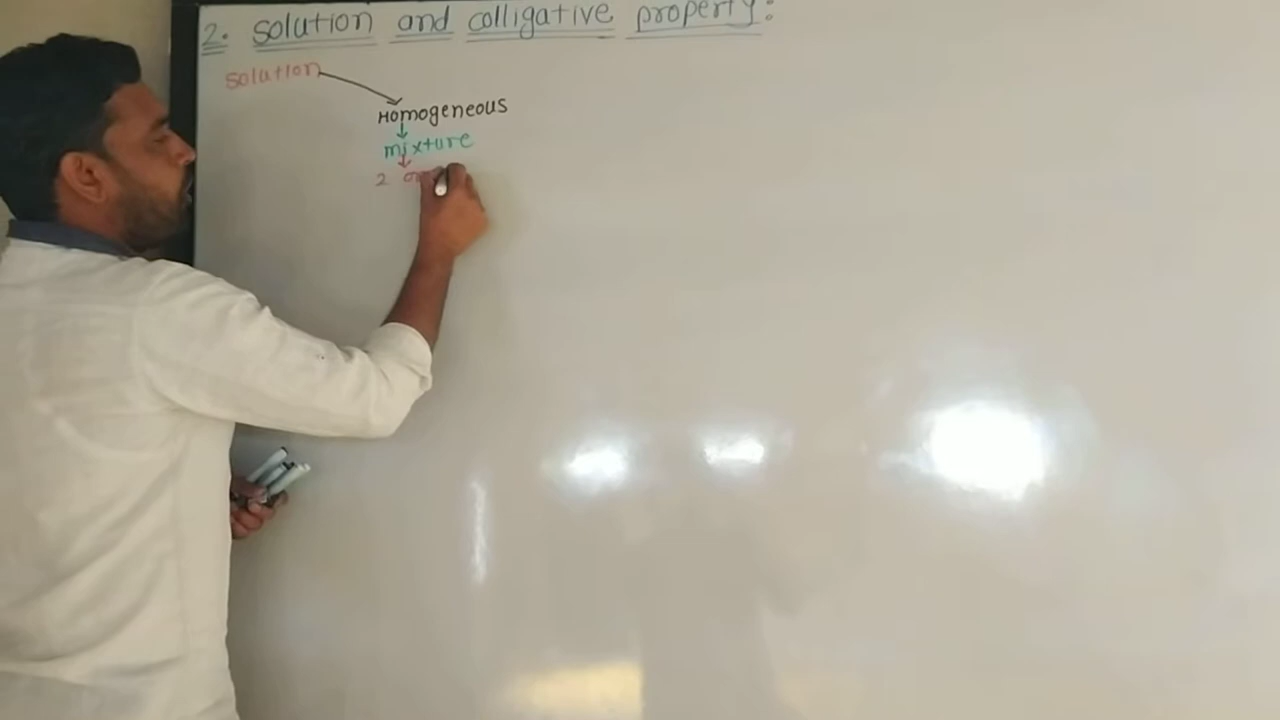 2. solution and colligative property:
solution
Homogeneous
mixture
2